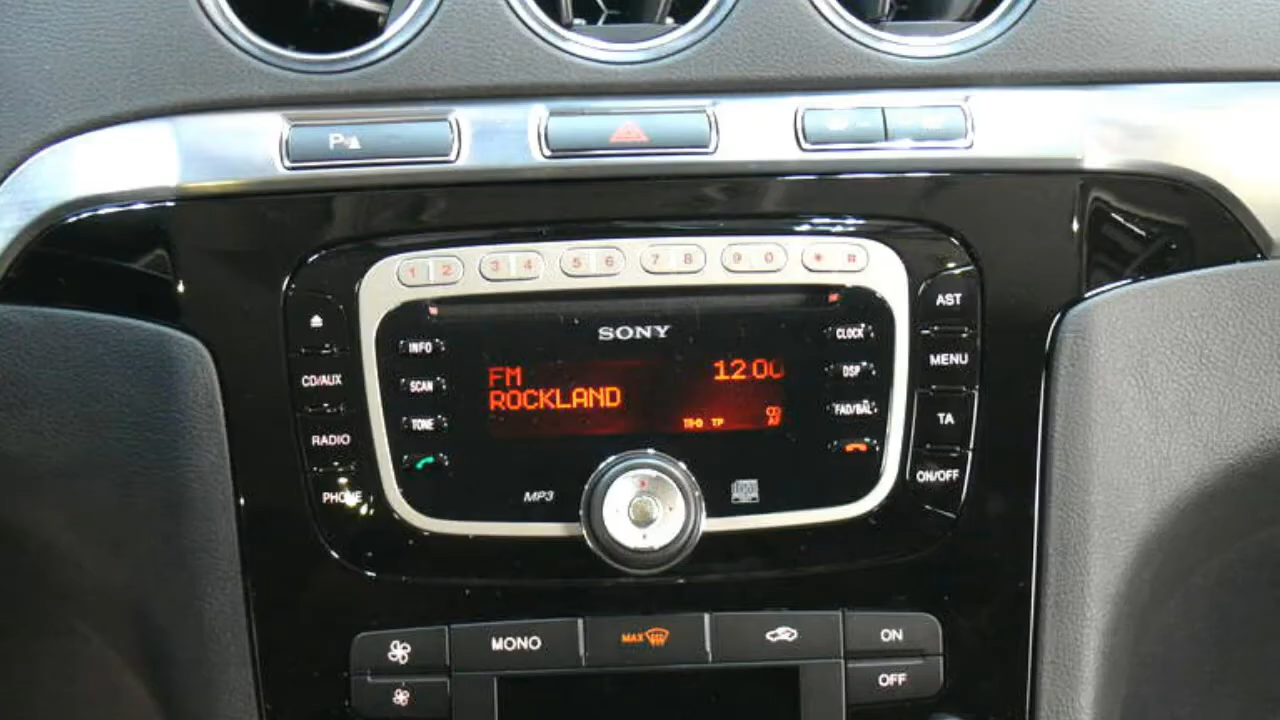 P
1 2 3 4 5 6 7 8 9 0 * #
SONY
INFO
SCAN
TONE
CLOCK
DSP
FAD/BAL
CD/AUX
RADIO
PHONE
AST
MENU
TA
ON/OFF
FM 12:00
ROCKLAND
TP
MP3
MONO
MAX
ON
OFF